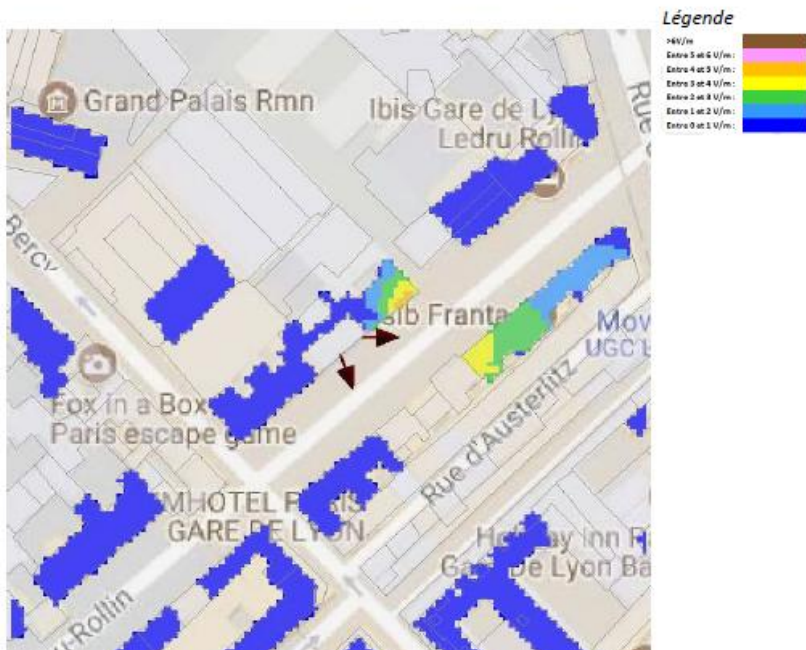 Légende
>6V/m
Entre 5 et 6 V/m :
Entre 4 et 5 V/m :
Entre 3 et 4 V/m :
Entre 2 et 3 V/m :
Entre 1 et 2 V/m :
Entre 0 et 1 V/m :
Grand Palais Rmn
Ibis Gare de L
Ledru Rollin
Bercy
sib Franta
Mov
UGC
Fox in a Box
Paris escape game
Rue d'Austerlitz
MHOTEL PARIS
GARE DE LYON
Holiday Inn
Gare De Lyon Ba
u-Rollin